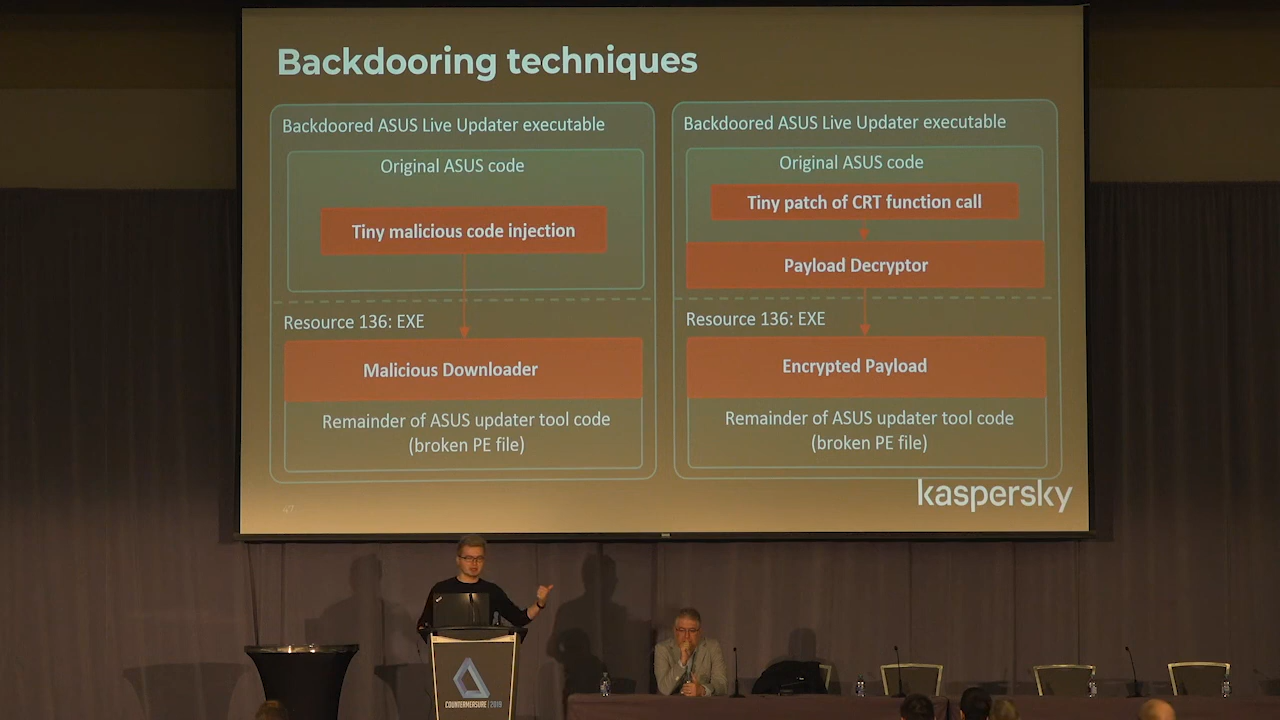 Backdooring techniques
Backdoored ASUS Live Updater executable
Original ASUS code
Tiny malicious code injection
Resource 136: EXE
Malicious Downloader
Remainder of ASUS updater tool code
(broken PE file)
Backdoored ASUS Live Updater executable
Original ASUS code
Tiny patch of CRT function call
Payload Decryptor
Resource 136: EXE
Encrypted Payload
Remainder of ASUS updater tool code
(broken PE file)
47
kaspersky
COUNTERMEASURE | 2019